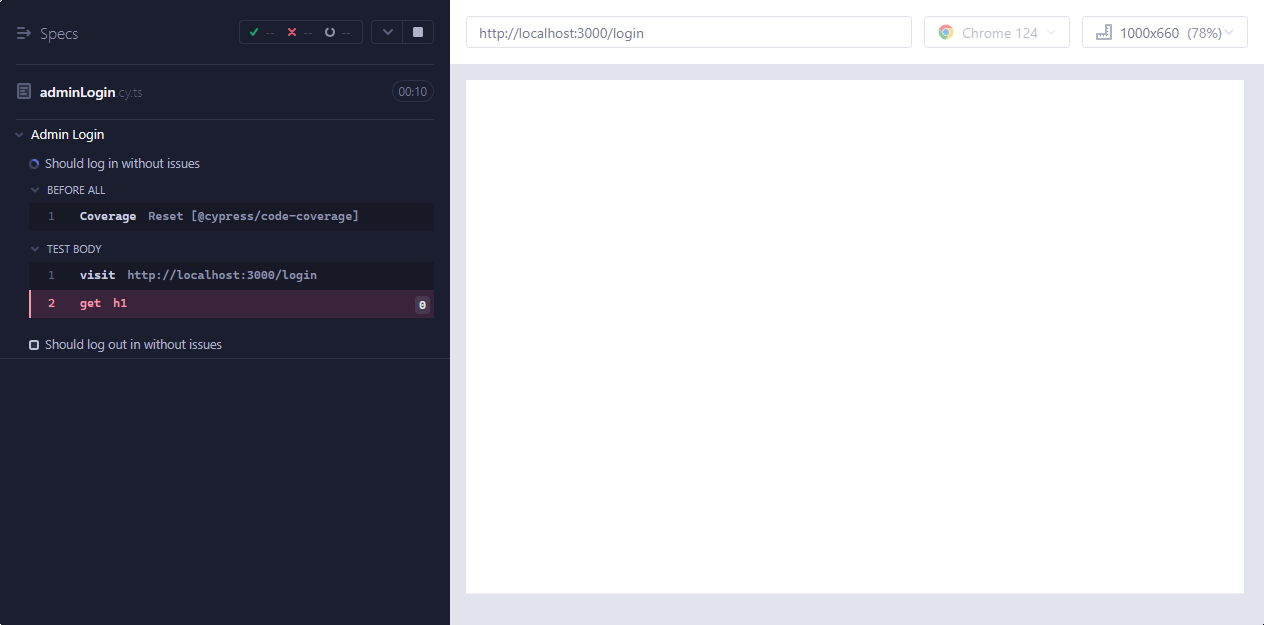 Specs -- -- --
adminLogin.cy.ts 00:10
Admin Login
Should log in without issues
BEFORE ALL
1 Coverage Reset [@cypress/code-coverage]
TEST BODY
1 visit http://localhost:3000/login
2 get h1 0
Should log out in without issues
http://localhost:3000/login Chrome 124 1000x660 (78%)